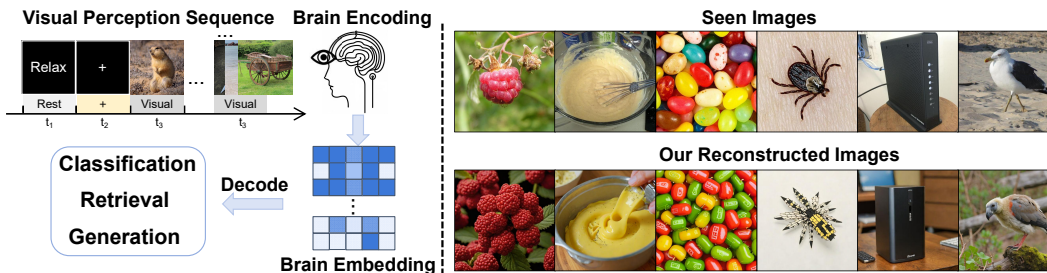 Visual Perception Sequence
Brain Encoding
Relax
+
...
...
Rest
+
Visual
Visual
t1
t2
t3
t3
Classification
Retrieval
Generation
Decode
Brain Embedding
Seen Images
Our Reconstructed Images